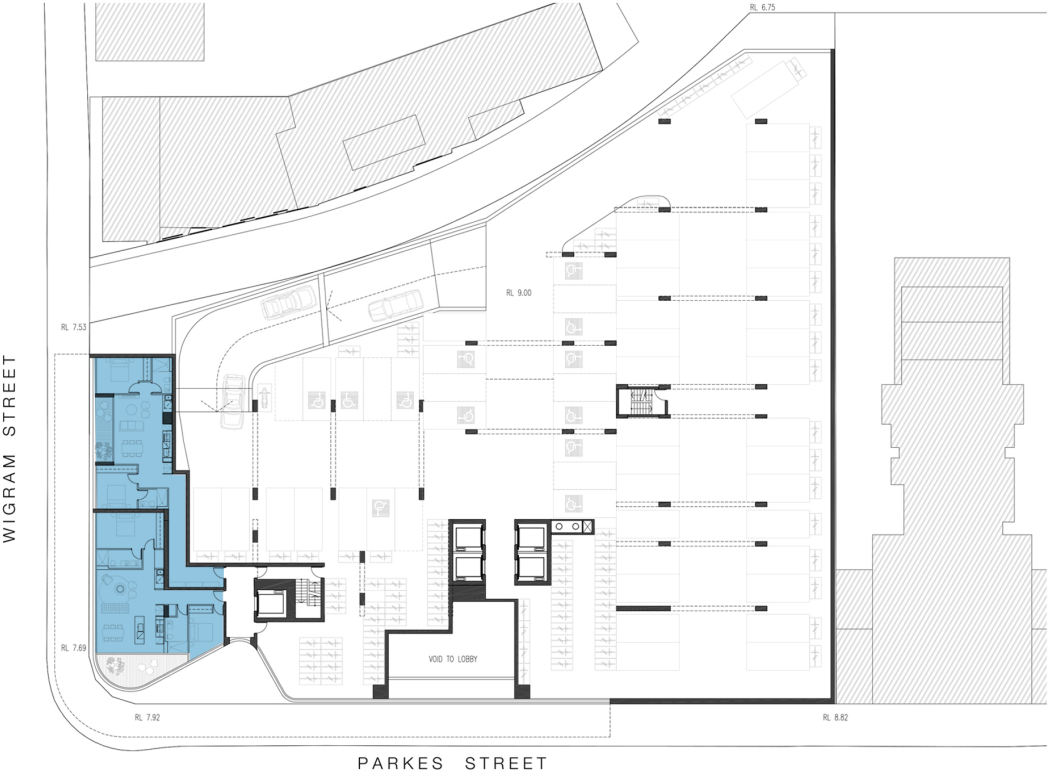 RL 6.75
RL 9.00
RL 7.53
WIGRAM STREET
RL 7.69
VOID TO LOBBY
RL 7.92
RL 8.82
PARKES STREET